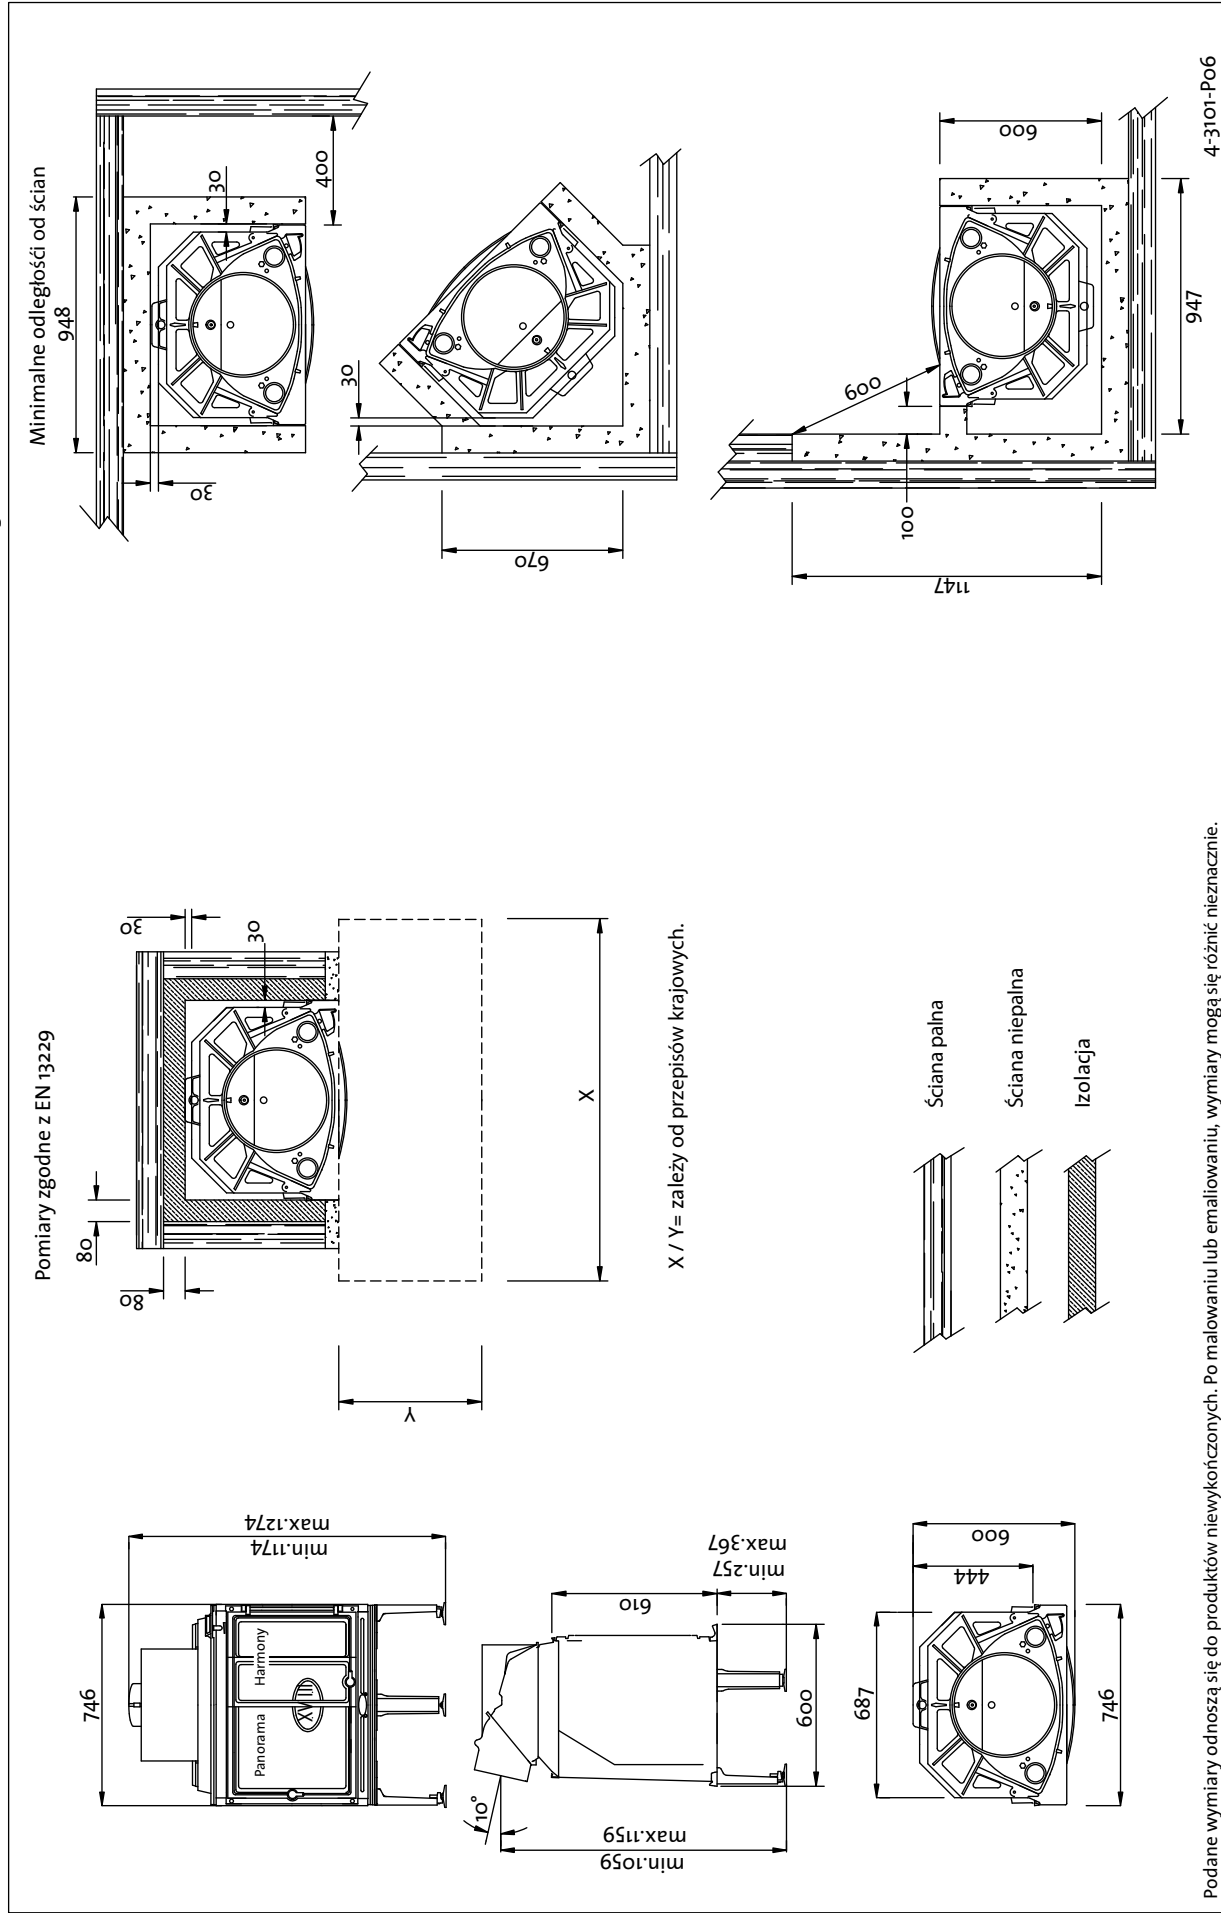 746
min.1174
max.1274
Panorama
Harmony
XVII
10°
min.1059
max.1159
610
min.257
max.367
600
687
444
600
746
Pomiary zgodne z EN 13229
80
80
30
30
Y
X
X / Y= zależy od przepisów krajowych.
Ściana palna
Ściana niepalna
Izolacja
Minimalne odległośći od ścian
948
30
30
400
30
670
600
100
1147
600
947
4-3101-P06
Podane wymiary odnoszą się do produktów niewykończonych. Po malowaniu lub emaliowaniu, wymiary mogą się różnić nieznacznie.